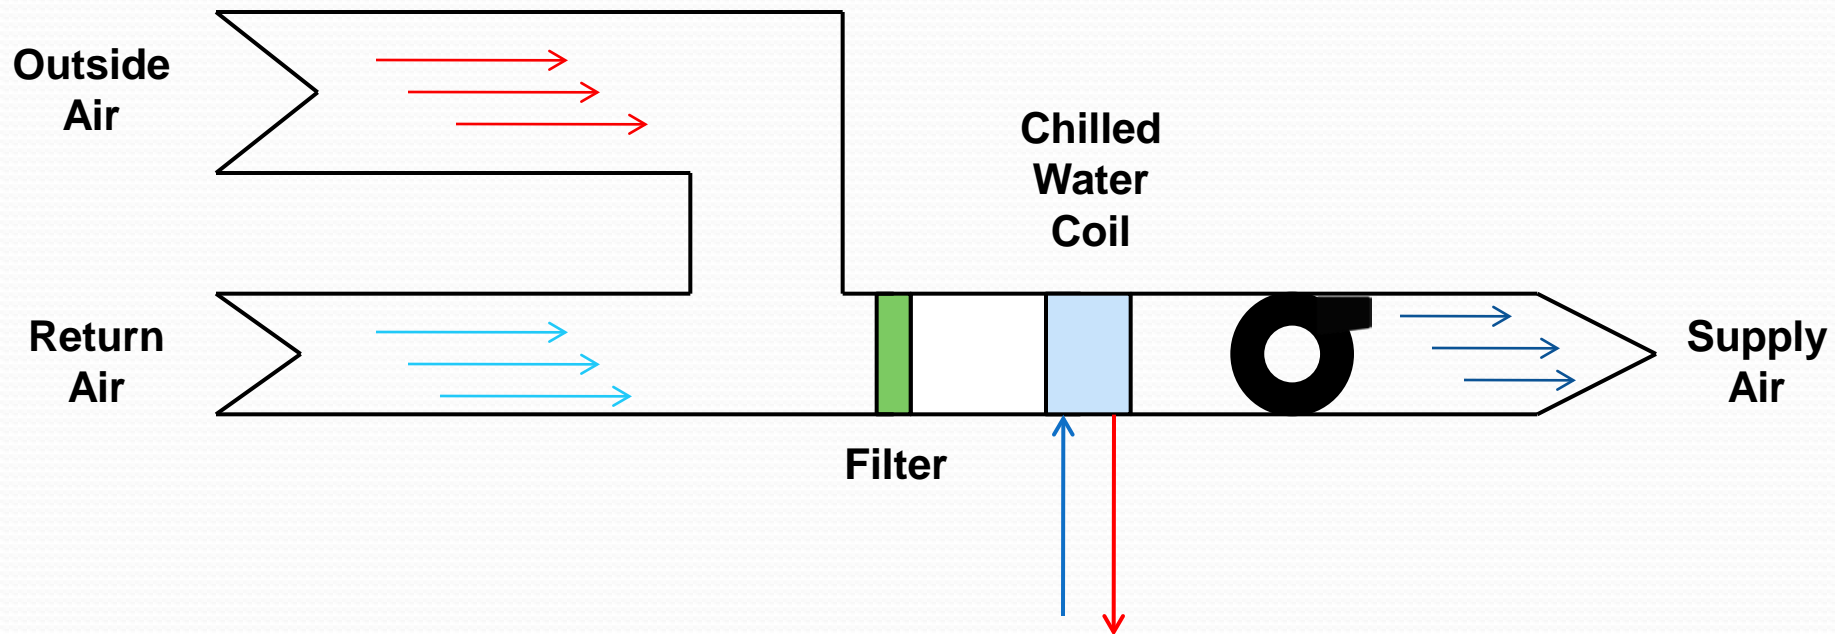 Outside
Air
Chilled
Water
Coil
Return
Air
Supply
Air
Filter